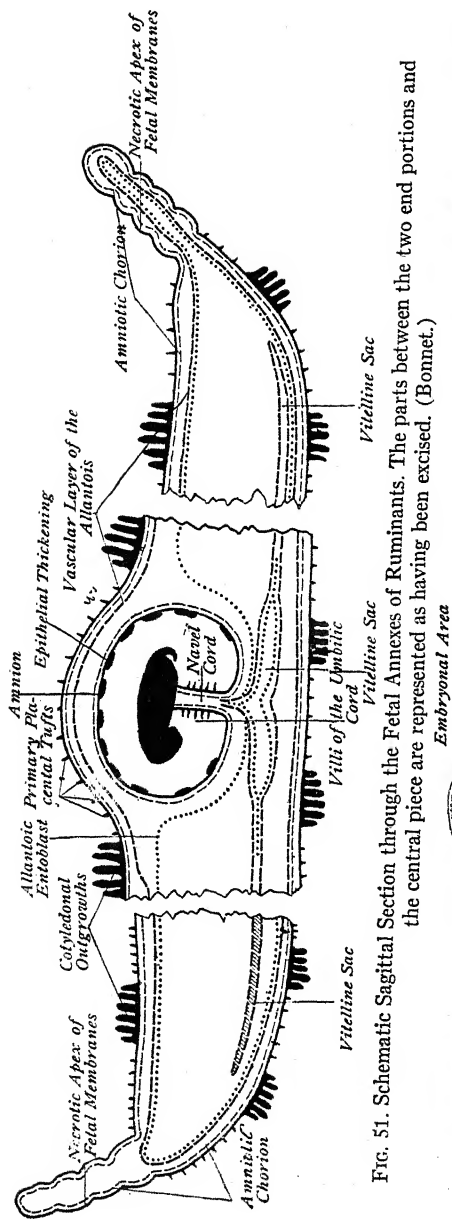 Necrotic Apex of
Fetal Membranes
Cotyledonal
Outgrowths
Allantoic
Entoblast
Primary Pla-
cental Tufts
Amnion
Epithelial Thickening
Vascular Layer of the
Allantois
Amniotic Chorion
Necrotic Apex of
Fetal Membranes
Navel
Cord
Amniotic
Chorion
Vitelline Sac
Villi of the Umbilic
Cord
Vitelline Sac
Vitelline Sac
FIG. 51. Schematic Sagittal Section through the Fetal Annexes of Ruminants. The parts between the two end portions and
the central piece are represented as having been excised. (Bonnet.)
Embryonal Area